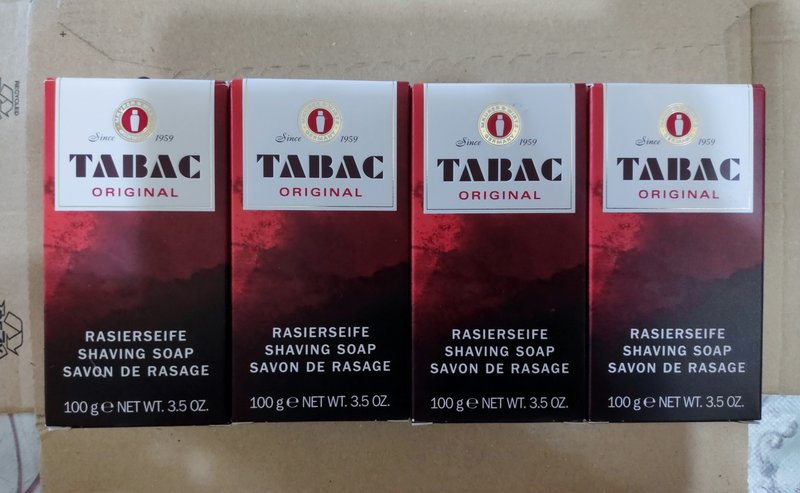 RECYCLED
Since 1959
TABAC
ORIGINAL
RASIERSEIFE
SHAVING SOAP
SAVON DE RASAGE
100 g ℮ NET WT. 3.5 OZ.
Since 1959
TABAC
ORIGINAL
RASIERSEIFE
SHAVING SOAP
SAVON DE RASAGE
100 g ℮ NET WT. 3.5 OZ.
Since 1959
TABAC
ORIGINAL
RASIERSEIFE
SHAVING SOAP
SAVON DE RASAGE
100 g ℮ NET WT. 3.5 OZ.
Since 1959
TABAC
ORIGINAL
RASIERSEIFE
SHAVING SOAP
SAVON DE RASAGE
100 g ℮ NET WT. 3.5 OZ.